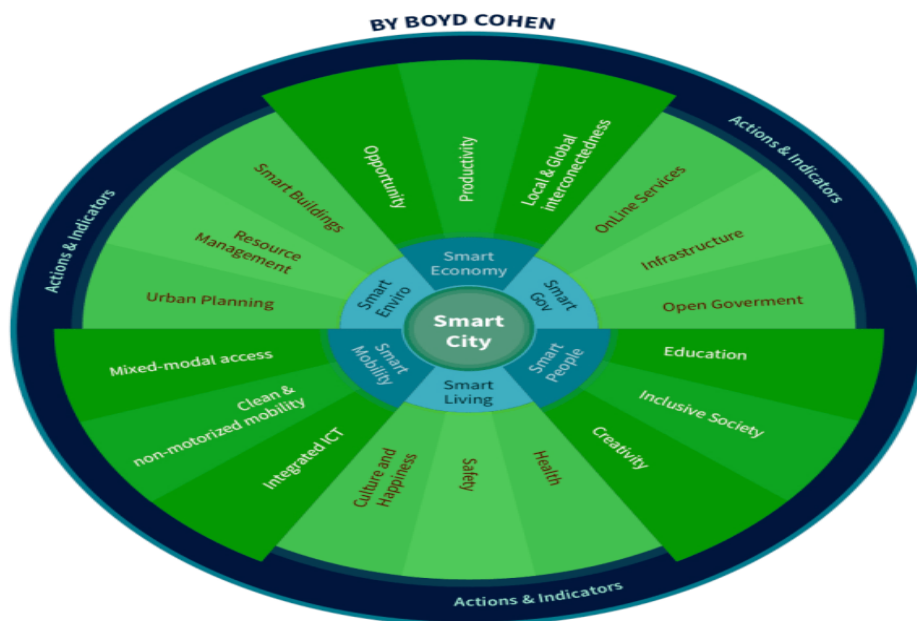 BY BOYD COHEN
Actions & Indicators
Actions & Indicators
Actions & Indicators
Smart
City
Smart
Economy
Opportunity
Productivity
Local & Global
interconectedness
Smart
Gov
OnLine Services
Infrastructure
Open Goverment
Smart
People
Education
Inclusive Society
Creativity
Smart
Living
Health
Safety
Culture and
Happiness
Smart
Mobility
Integrated ICT
Clean &
non-motorized mobility
Mixed-modal access
Smart
Enviro
Urban Planning
Resource
Management
Smart Buildings